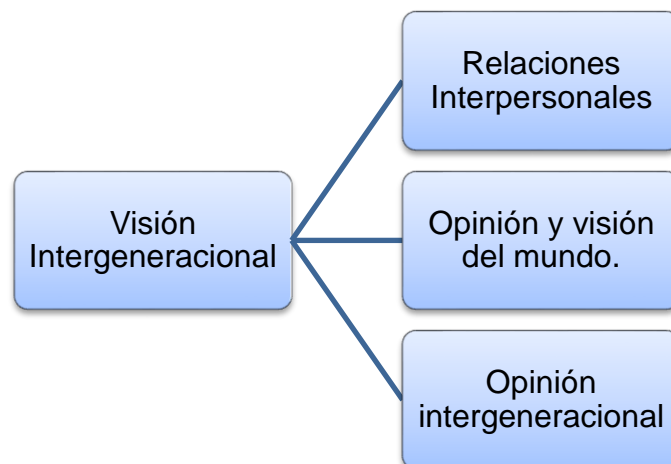 Relaciones
Interpersonales
Visión
Intergeneracional
Opinión y visión
del mundo.
Opinión
intergeneracional